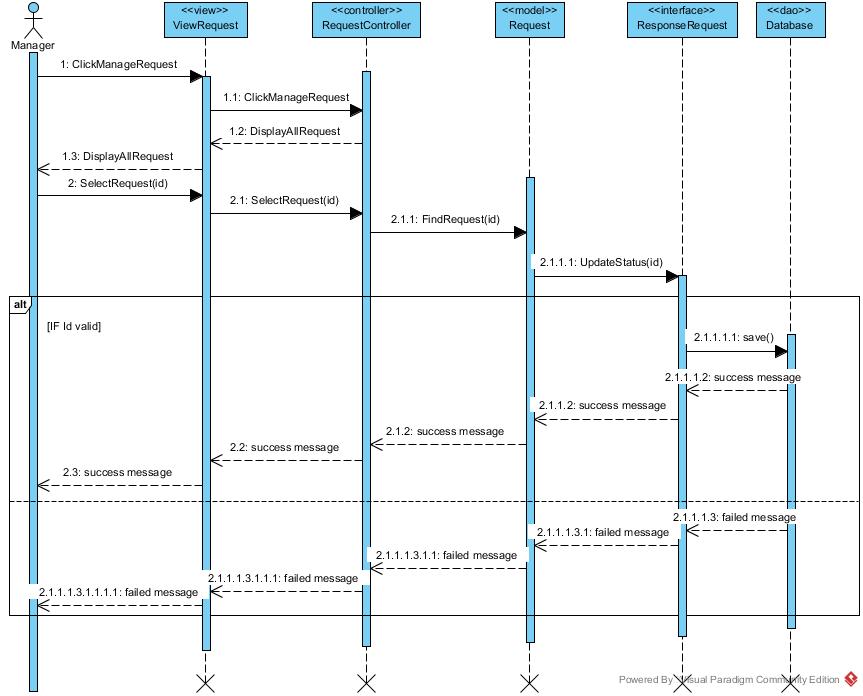 <<view>>
ViewRequest
<<controller>>
RequestController
<<model>>
Request
<<interface>>
ResponseRequest
<<dao>>
Database
Manager
1: ClickManageRequest
1.1: ClickManageRequest
1.2: DisplayAllRequest
1.3: DisplayAllRequest
2: SelectRequest(id)
2.1: SelectRequest(id)
2.1.1: FindRequest(id)
2.1.1.1: UpdateStatus(id)
alt
[IF Id valid]
2.1.1.1.1: save()
2.1.1.1.2: success message
2.1.1.2: success message
2.1.2: success message
2.2: success message
2.3: success message
2.1.1.1.3: failed message
2.1.1.1.3.1: failed message
2.1.1.1.3.1.1: failed message
2.1.1.1.3.1.1.1: failed message
2.1.1.1.3.1.1.1.1: failed message
Powered By Visual Paradigm Community Edition